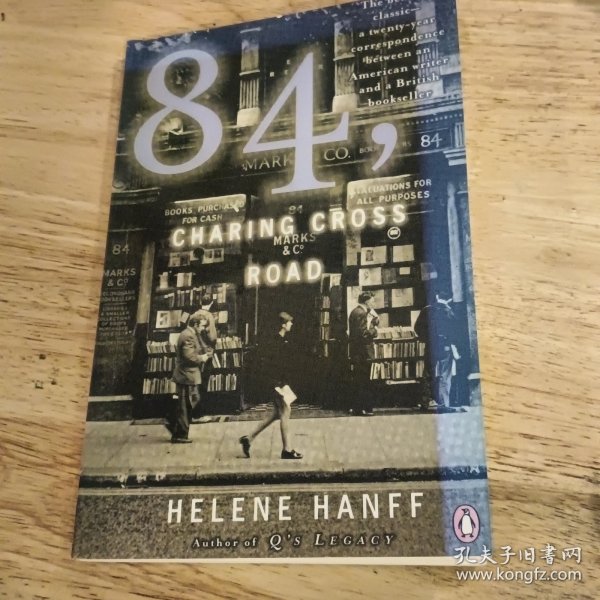 classic—
a twenty-year
correspondence
between an
American writer
and a British
bookseller
84,
MARKS & CO.
84
BOOKS PURCHASED
FOR CASH
VALUATIONS FOR
ALL PURPOSES
84
CHARING CROSS
MARKS
& Co
ROAD
84
MARKS
& Co
HELENE HANFF
Author of Q's LEGACY
孔夫子旧书网
www.kongfz.com